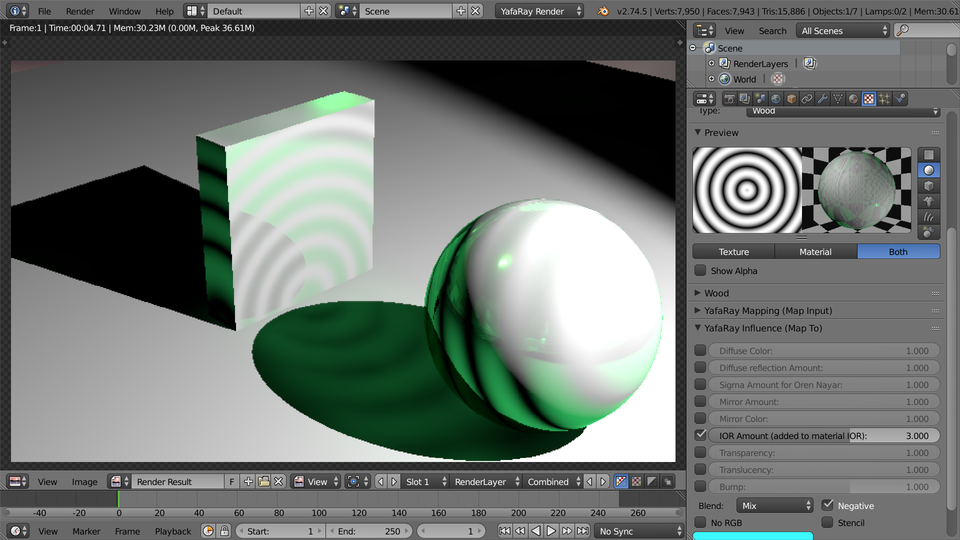 File Render Window Help Default Scene YafaRay Render v2.74.5 | Verts:7,950 | Faces:7,943 | Tris:15,886 | Objects:1/7 | Lamps:0/2 | Mem:30.61
Frame:1 | Time:00:04.71 | Mem:30.23M (0.00M, Peak 36.61M)
View Search All Scenes
Scene
RenderLayers
World
Type: Wood
Preview
Texture Material Both
Show Alpha
Wood
YafaRay Mapping (Map Input)
YafaRay Influence (Map To)
Diffuse Color: 1.000
Diffuse reflection Amount: 1.000
Sigma Amount for Oren Nayar: 1.000
Mirror Amount: 1.000
Mirror Color: 1.000
IOR Amount (added to material IOR): 3.000
Transparency: 1.000
Translucency: 1.000
Bump: 1.000
Blend: Mix Negative
No RGB Stencil
View Image Render Result F View Slot 1 RenderLayer Combined
-40 -20 0 20 40 60 80 100 120 140 160 180 200 220 240 260
View Marker Frame Playback Start: 1 End: 250 1 No Sync